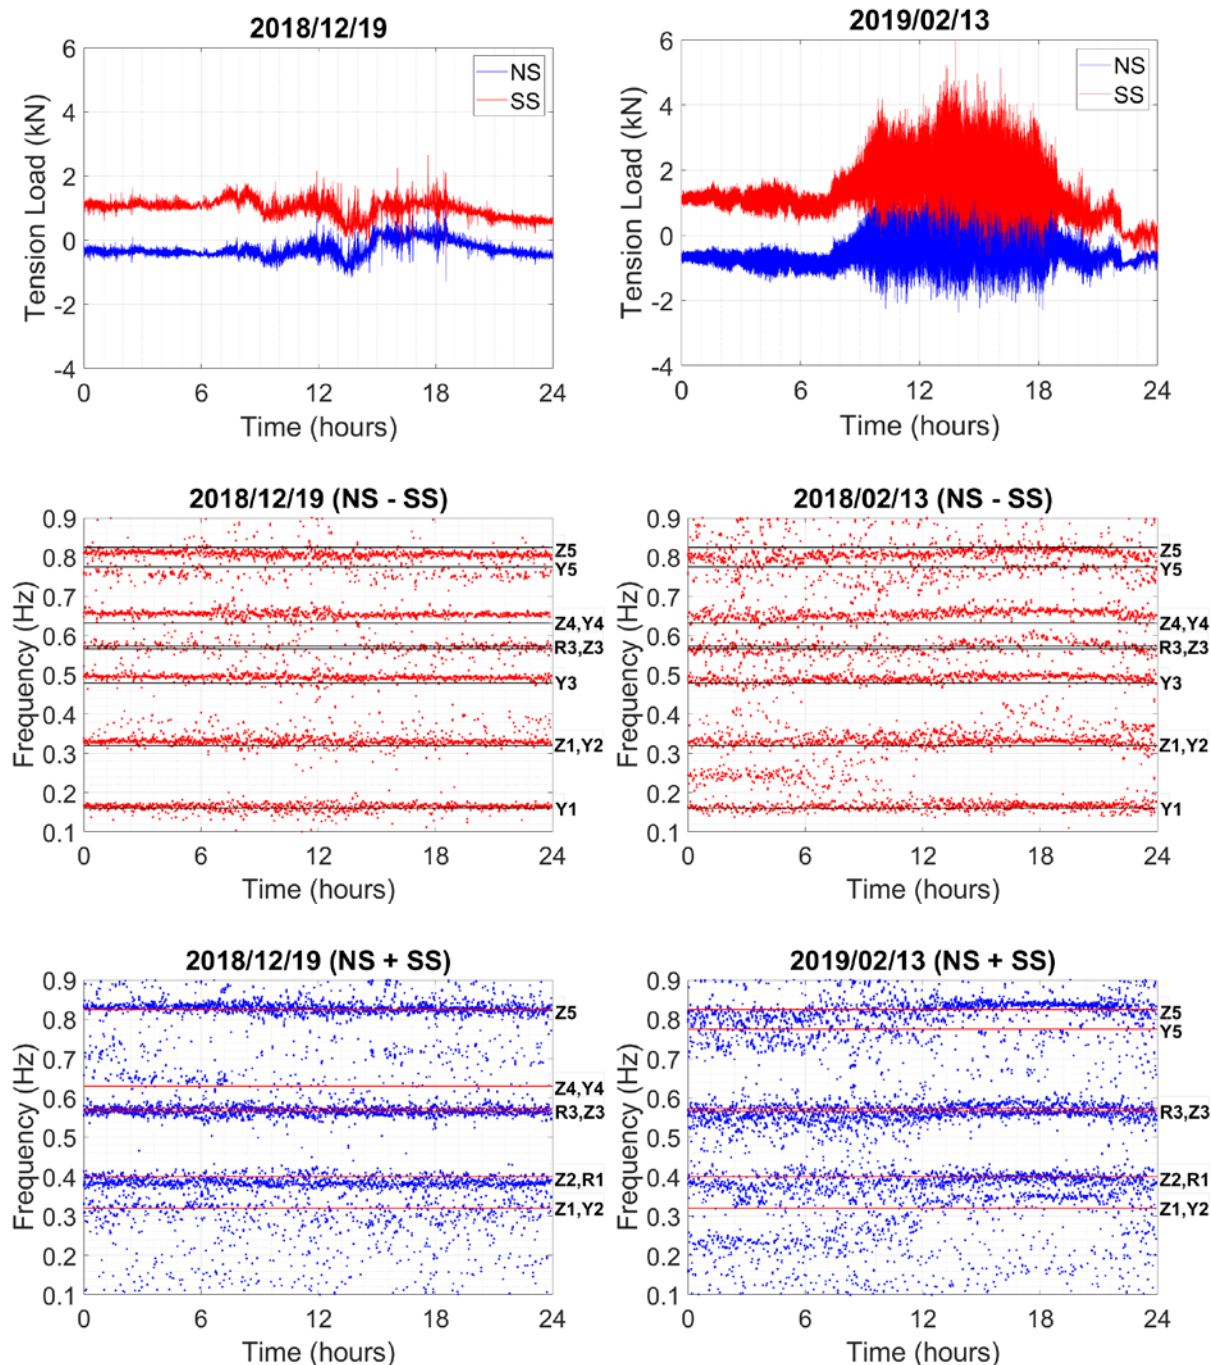 2018/12/19
Tension Load (kN)
6
4
2
0
-2
-4
NS
SS
0 6 12 18 24
Time (hours)
2019/02/13
Tension Load (kN)
6
4
2
0
-2
-4
NS
SS
0 6 12 18 24
Time (hours)
2018/12/19 (NS - SS)
Frequency (Hz)
0.9
0.8
0.7
0.6
0.5
0.4
0.3
0.2
0.1
Z5
Y5
Z4,Y4
R3,Z3
Y3
Z1,Y2
Y1
0 6 12 18 24
Time (hours)
2018/02/13 (NS - SS)
Frequency (Hz)
0.9
0.8
0.7
0.6
0.5
0.4
0.3
0.2
0.1
Z5
Y5
Z4,Y4
R3,Z3
Y3
Z1,Y2
Y1
0 6 12 18 24
Time (hours)
2018/12/19 (NS + SS)
Frequency (Hz)
0.9
0.8
0.7
0.6
0.5
0.4
0.3
0.2
0.1
Z5
Z4,Y4
R3,Z3
Z2,R1
Z1,Y2
0 6 12 18 24
Time (hours)
2019/02/13 (NS + SS)
Frequency (Hz)
0.9
0.8
0.7
0.6
0.5
0.4
0.3
0.2
0.1
Z5
Y5
R3,Z3
Z2,R1
Z1,Y2
0 6 12 18 24
Time (hours)